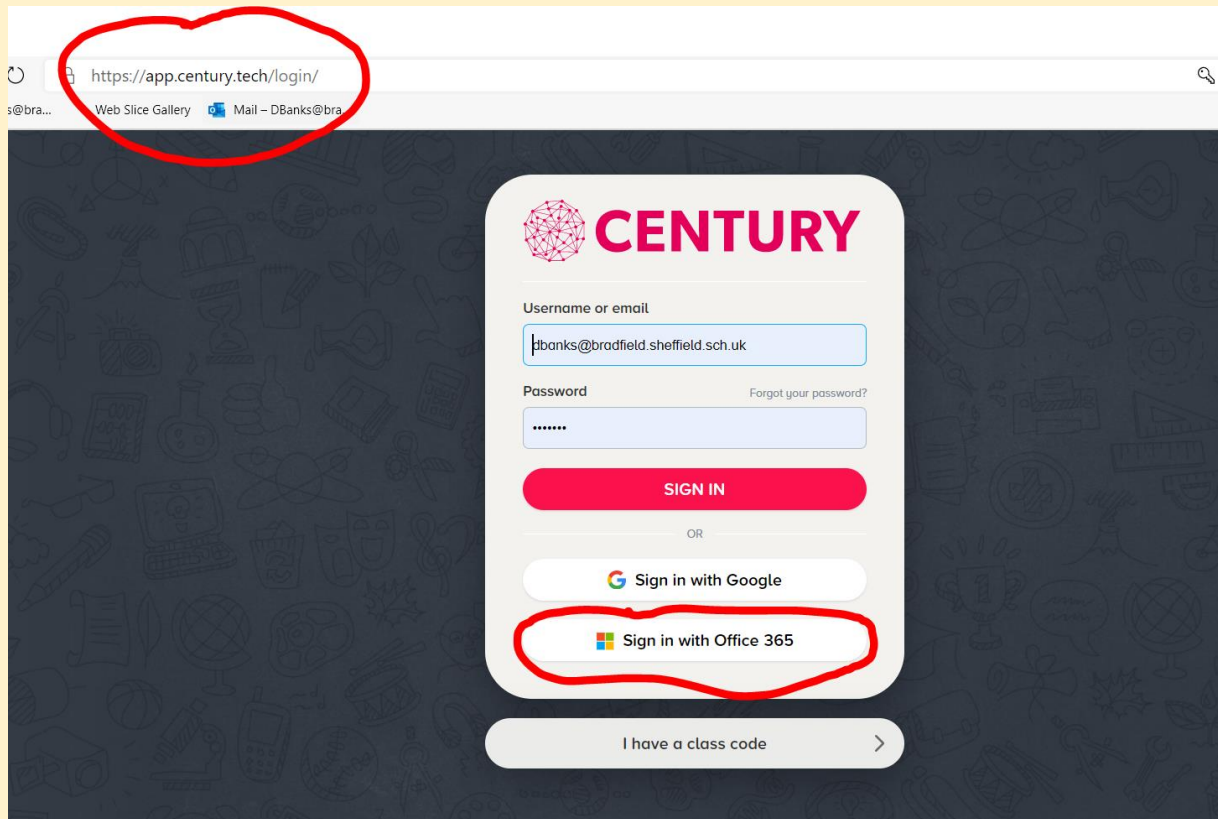 https://app.century.tech/login/
s@bra... Web Slice Gallery Mail – DBanks@bra...
CENTURY
Username or email
dbanks@bradfield.sheffield.sch.uk
Password Forgot your password?
•••••••
SIGN IN
OR
Sign in with Google
Sign in with Office 365
I have a class code